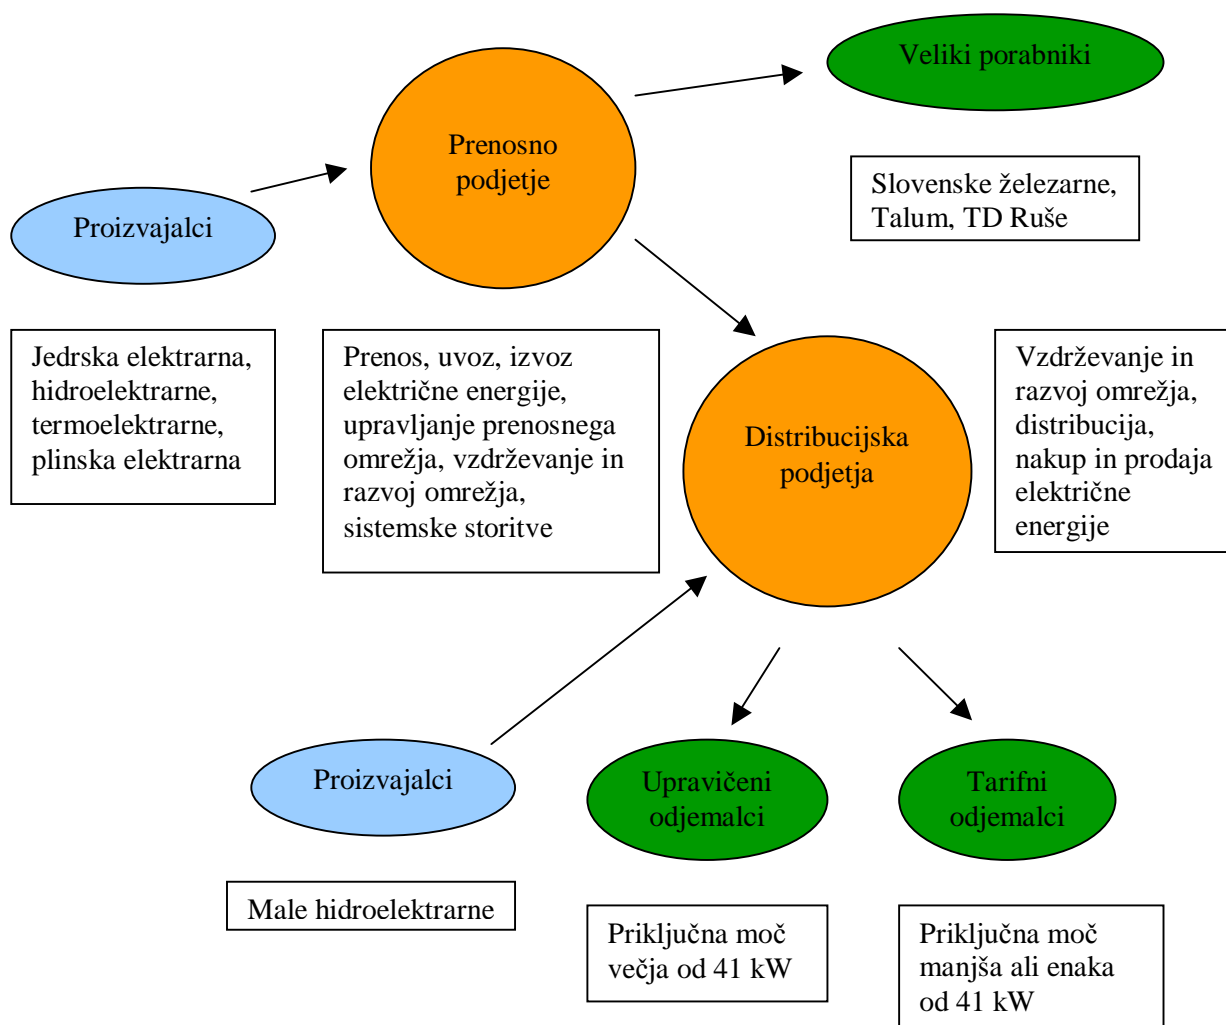 Veliki porabniki
Prenosno
podjetje
Slovenske železarne,
Talum, TD Ruše
Proizvajalci
Jedrska elektrarna,
hidroelektrarne,
termoelektrarne,
plinska elektrarna
Prenos, uvoz, izvoz
električne energije,
upravljanje prenosnega
omrežja, vzdrževanje in
razvoj omrežja,
sistemske storitve
Distribucijska
podjetja
Vzdrževanje in
razvoj omrežja,
distribucija,
nakup in prodaja
električne
energije
Proizvajalci
Upravičeni
odjemalci
Tarifni
odjemalci
Male hidroelektrarne
Priključna moč
večja od 41 kW
Priključna moč
manjša ali enaka
od 41 kW